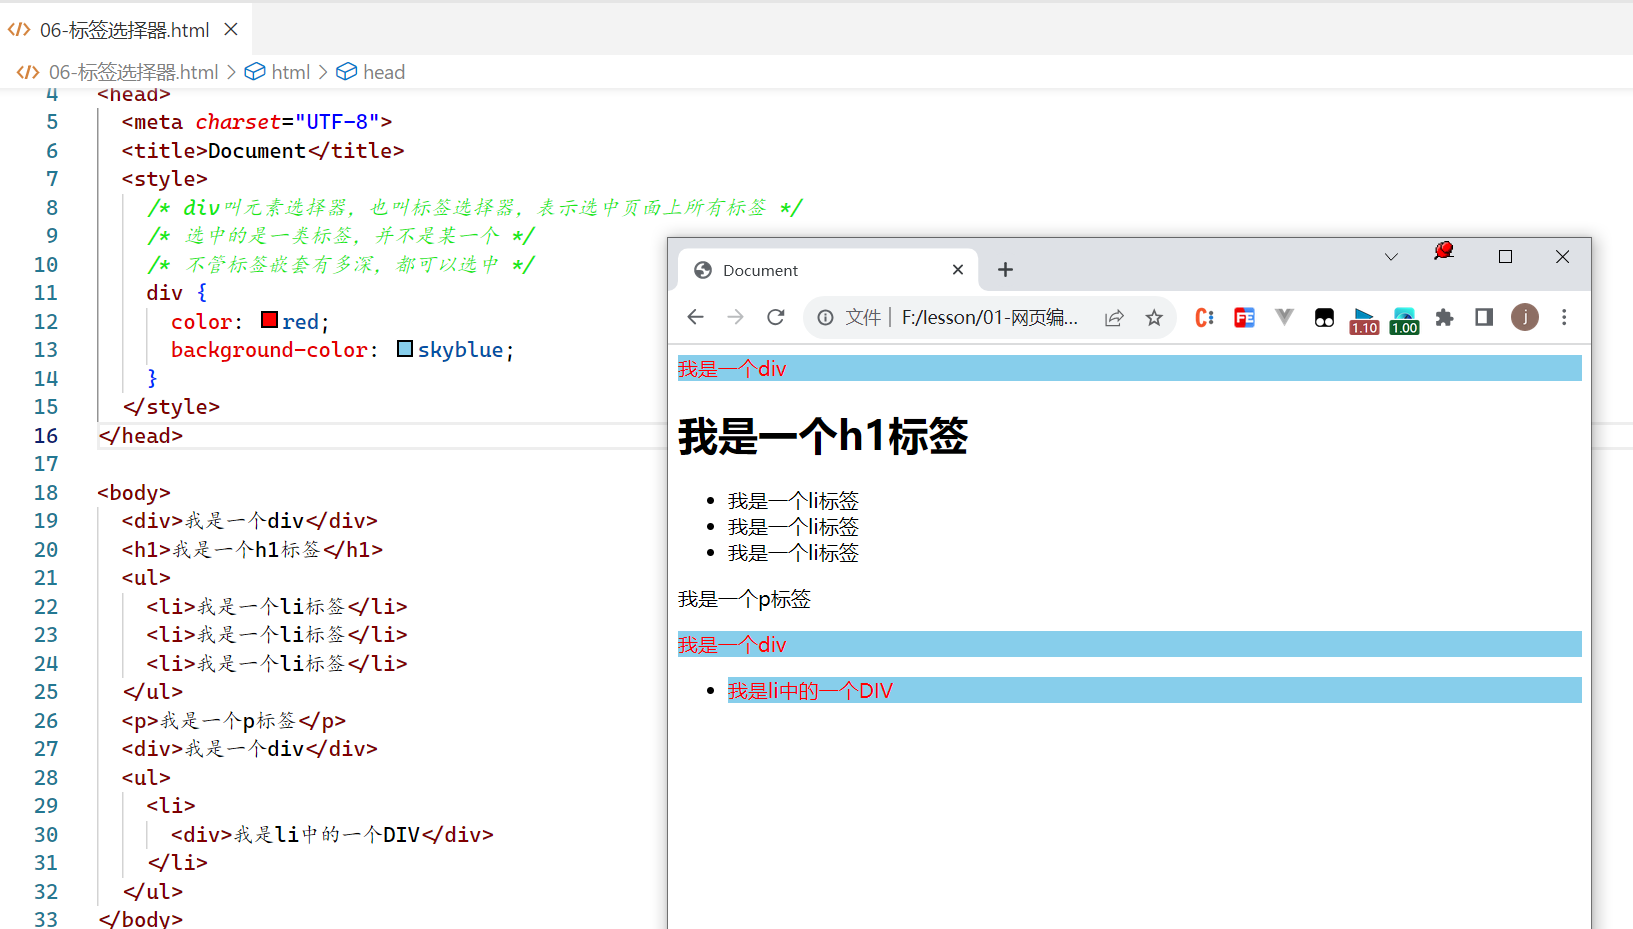 06-标签选择器.html
06-标签选择器.html > html > head
4 <head>
5 <meta charset="UTF-8">
6 <title>Document</title>
7 <style>
8 /* div叫元素选择器，也叫标签选择器，表示选中页面上所有标签 */
9 /* 选中的是一类标签，并不是某一个 */
10 /* 不管标签嵌套有多深，都可以选中 */
11 div {
12 color: red;
13 background-color: skyblue;
14 }
15 </style>
16 </head>
17
18 <body>
19 <div>我是一个div</div>
20 <h1>我是一个h1标签</h1>
21 <ul>
22 <li>我是一个li标签</li>
23 <li>我是一个li标签</li>
24 <li>我是一个li标签</li>
25 </ul>
26 <p>我是一个p标签</p>
27 <div>我是一个div</div>
28 <ul>
29 <li>
30 <div>我是li中的一个DIV</div>
31 </li>
32 </ul>
33 </body>
Document
文件 | F:/lesson/01-网页编...
C
FE
1.10
1.00
j
我是一个div
我是一个h1标签
• 我是一个li标签
• 我是一个li标签
• 我是一个li标签
我是一个p标签
我是一个div
• 我是li中的一个DIV